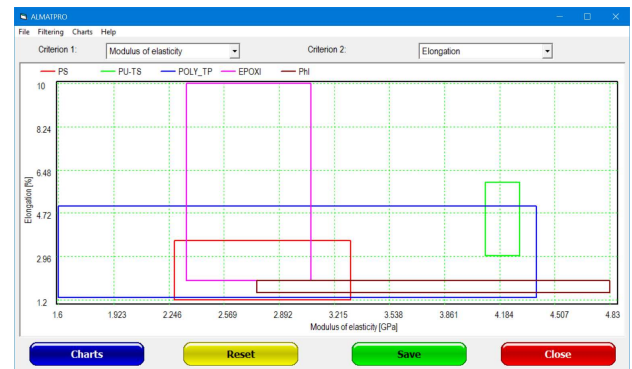 ALMATPRO
File Filtering Charts Help
Criterion 1: Modulus of elasticity Criterion 2: Elongation
PS PU-TS POLY_TP EPOXI Phl
10
8.24
6.48
4.72
2.96
1.2
Elongation [%]
1.6 1.923 2.246 2.569 2.892 3.215 3.538 3.861 4.184 4.507 4.83
Modulus of elasticity [GPa]
Charts Reset Save Close